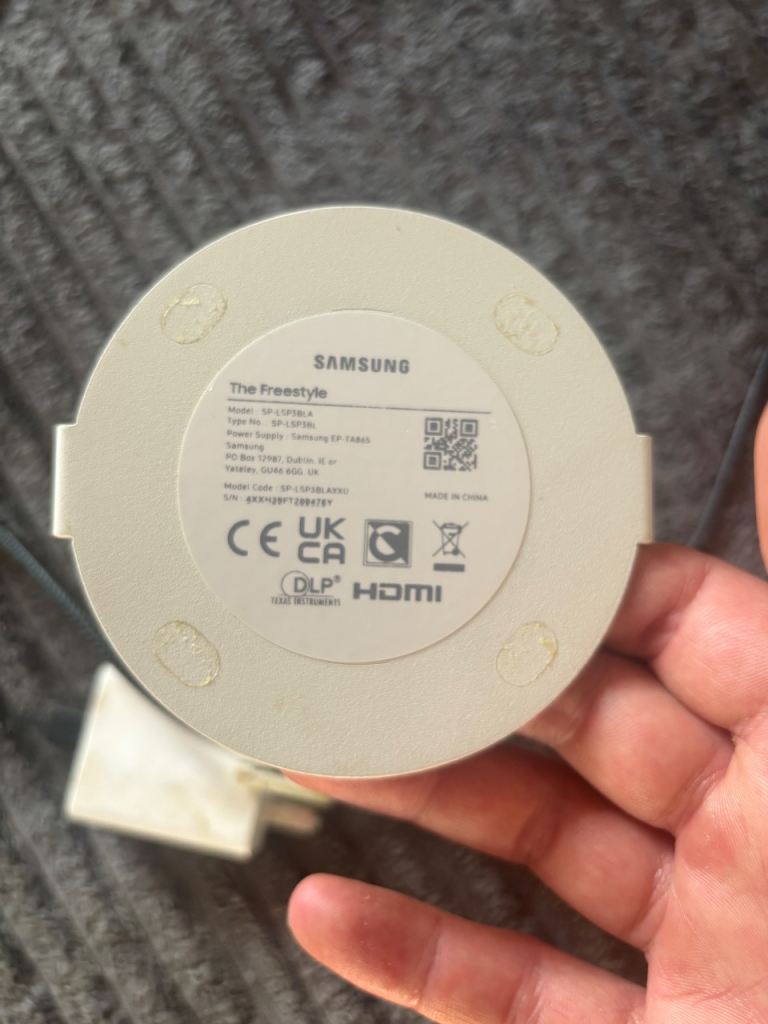 SAMSUNG
The Freestyle
Model : SP-LSP3BLA
Type No. : SP-LSP3BL
Power Supply : Samsung EP-TA865
Samsung
PO Box 12987, Dublin. IE or
Yateley, GU46 6GG. UK
Model Code : SP-LSP3BLAXXU
S/N :
MADE IN CHINA
CE UK CA
DLP®
TEXAS INSTRUMENTS
HDMI